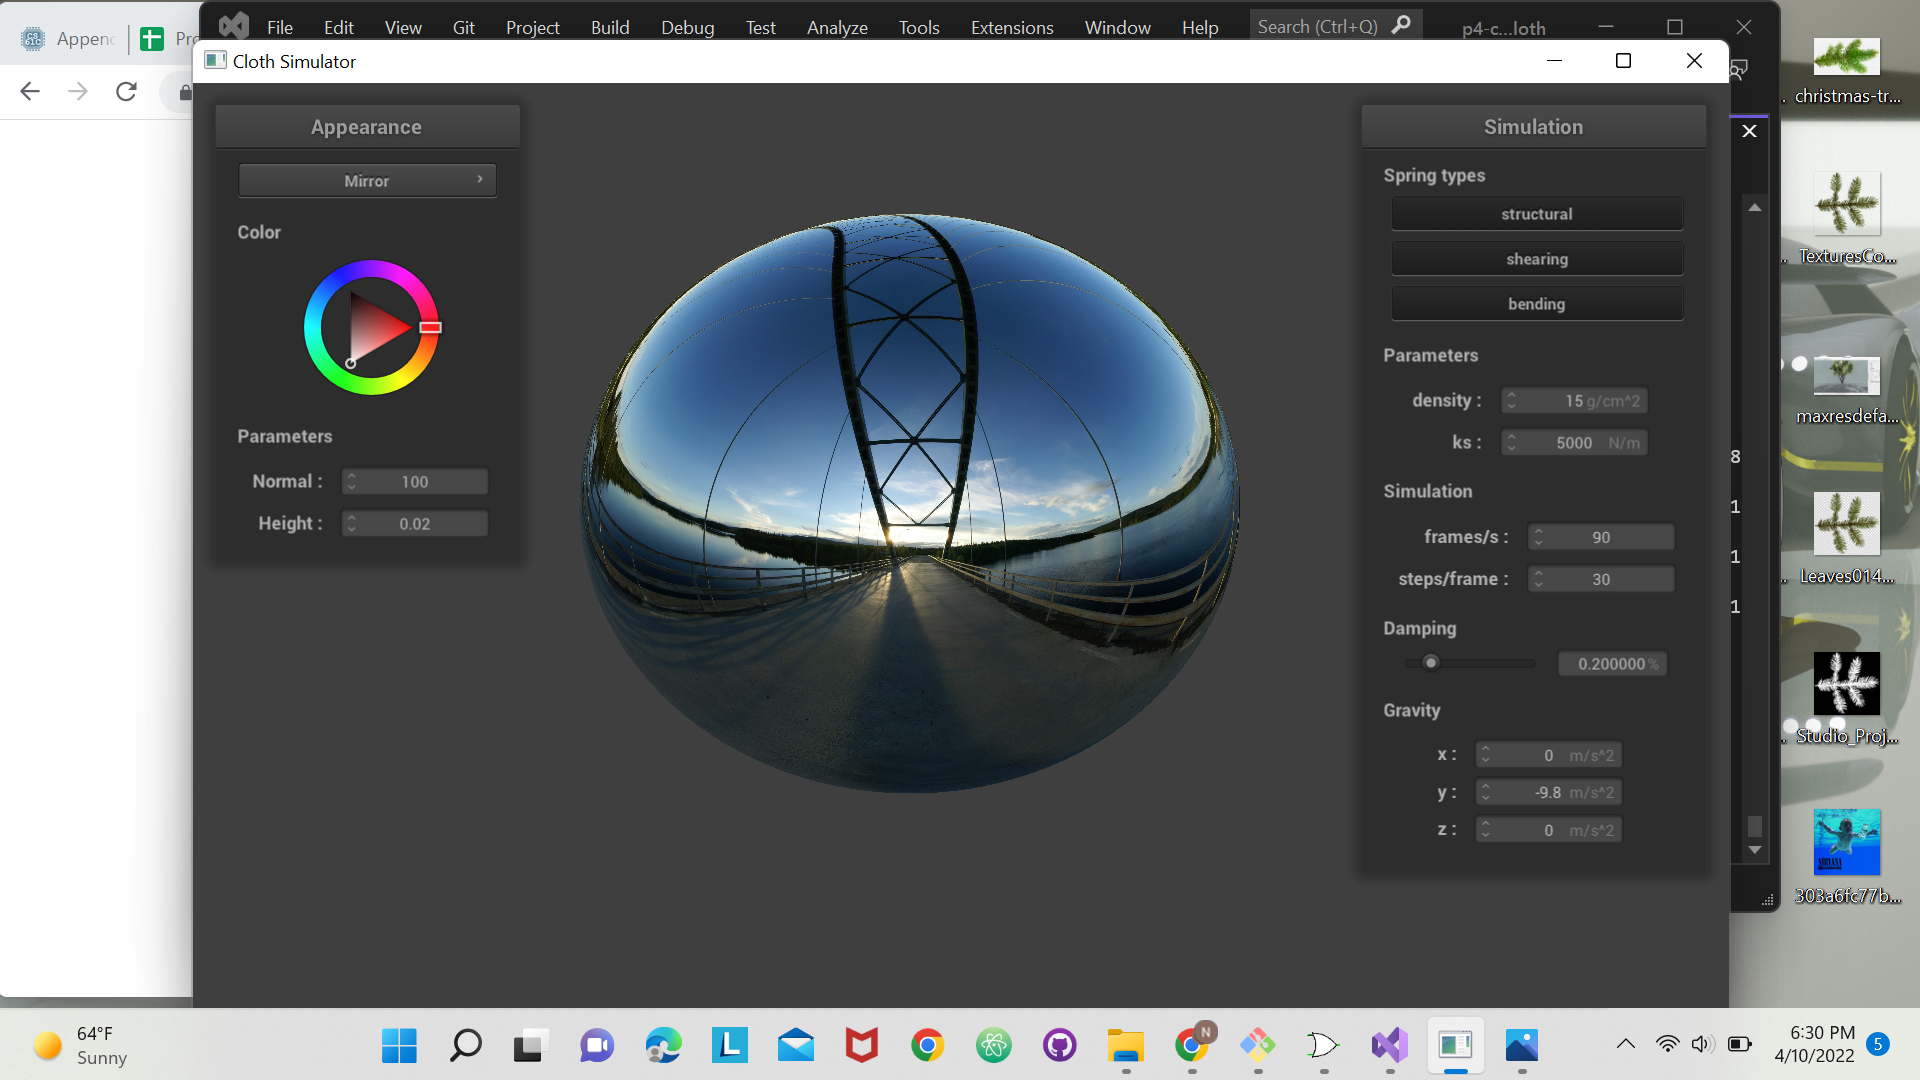 File Edit View Git Project Build Debug Test Analyze Tools Extensions Window Help Search (Ctrl+Q) p4-c...loth
CS 61C Appenc
Cloth Simulator
Appearance
Mirror
Color
Parameters
Normal : 100
Height : 0.02
Simulation
Spring types
structural
shearing
bending
Parameters
density : 15 g/cm^2
ks : 5000 N/m
Simulation
frames/s : 90
steps/frame : 30
Damping
0.200000 %
Gravity
x : 0 m/s^2
y : -9.8 m/s^2
z : 0 m/s^2
8
1
1
1
christmas-tr...
TexturesCo...
maxresdefa...
Leaves014...
Studio_Proj...
NIRVANA
303a6fc77b...
64°F
Sunny
L
N
6:30 PM
4/10/2022
5